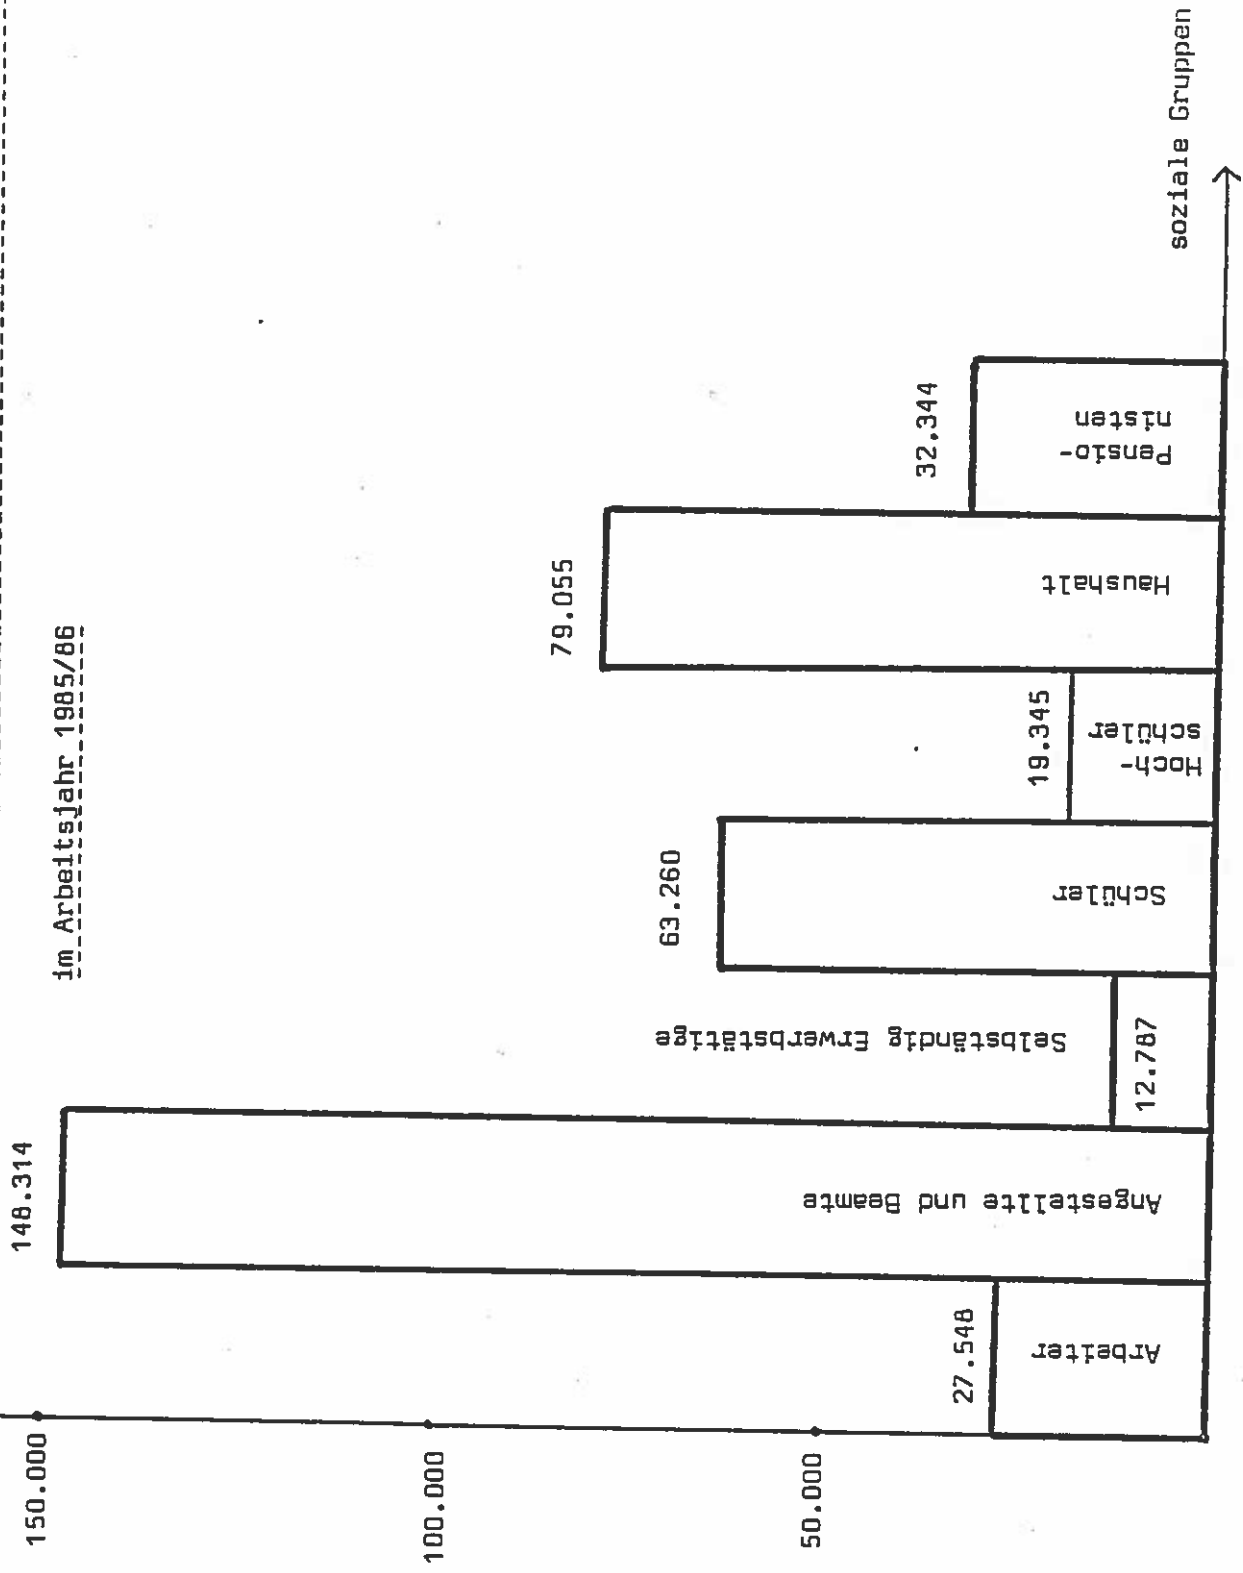 im Arbeitsjahr 1985/86
150.000
100.000
50.000
27.548
Arbeiter
148.314
Angestellte und Beamte
Selbständig Erwerbstätige
12.787
63.260
Schüler
19.345
Hoch-
schüler
79.055
Haushalt
32.344
Pensio-
nisten
soziale Gruppen